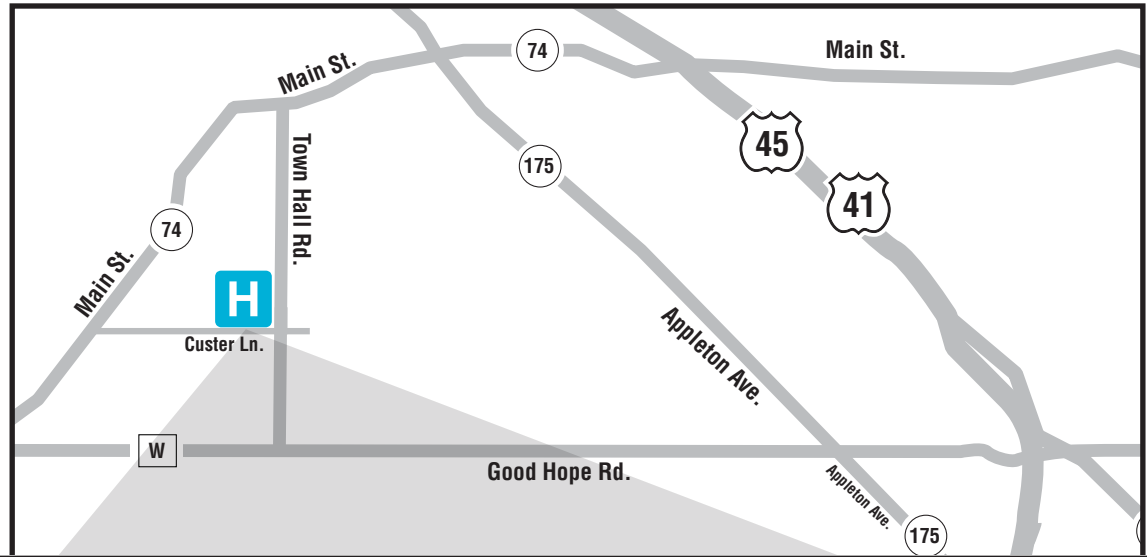 74
Main St.
Main St.
45
Town Hall Rd.
175
41
74
Main St.
H
Appleton Ave.
Custer Ln.
W
Good Hope Rd.
Appleton Ave.
175